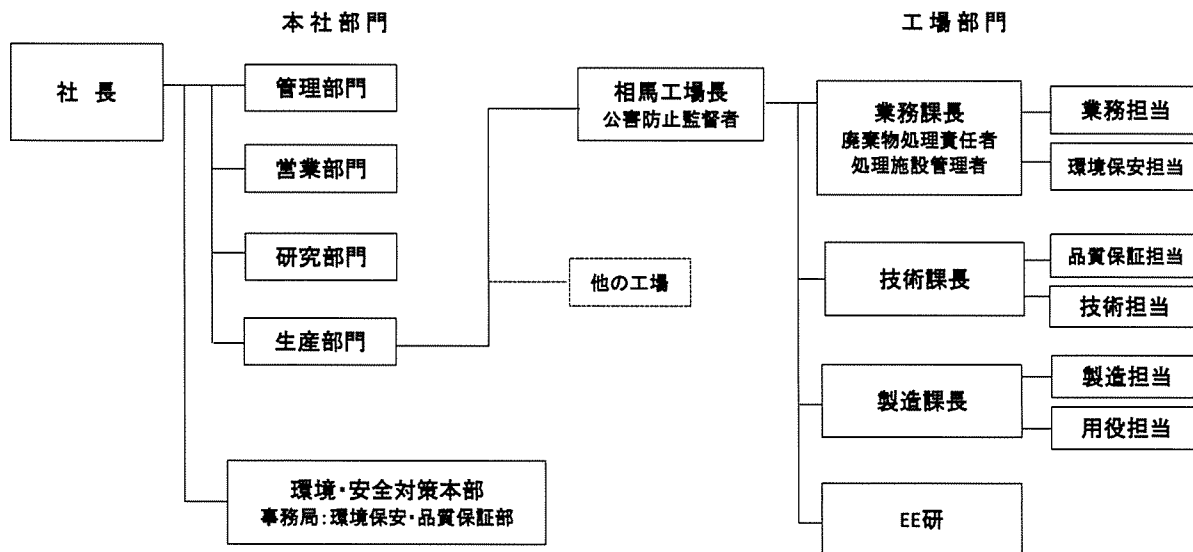 本社部門
工場部門
社長
管理部門
営業部門
研究部門
生産部門
環境・安全対策本部
事務局：環境保安・品質保証部
相馬工場長
公害防止監督者
他の工場
業務課長
廃棄物処理責任者
処理施設管理者
業務担当
環境保安担当
技術課長
品質保証担当
技術担当
製造課長
製造担当
用役担当
EE研